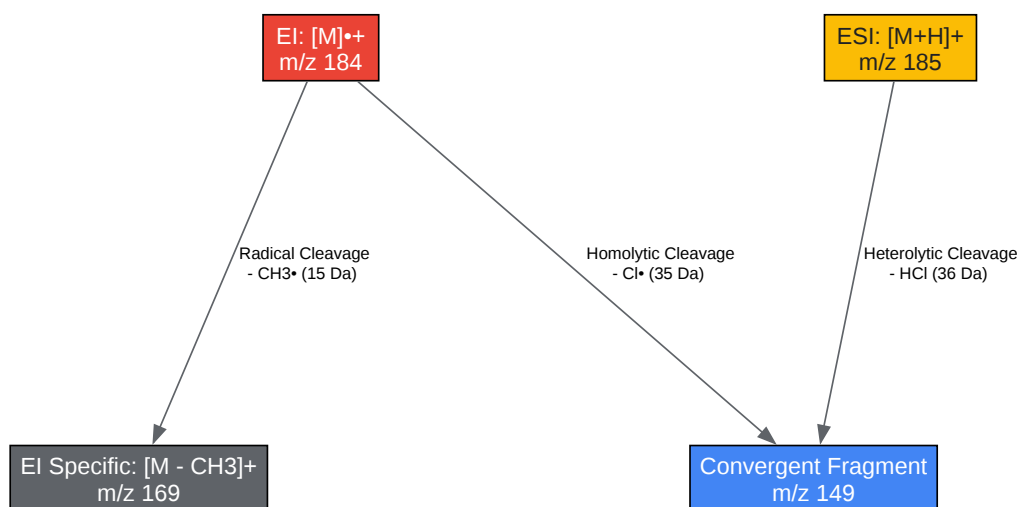 EI: [M]•+
m/z 184
ESI: [M+H]+
m/z 185
Radical Cleavage
- CH3• (15 Da)
Homolytic Cleavage
- Cl• (35 Da)
Heterolytic Cleavage
- HCl (36 Da)
EI Specific: [M - CH3]+
m/z 169
Convergent Fragment
m/z 149